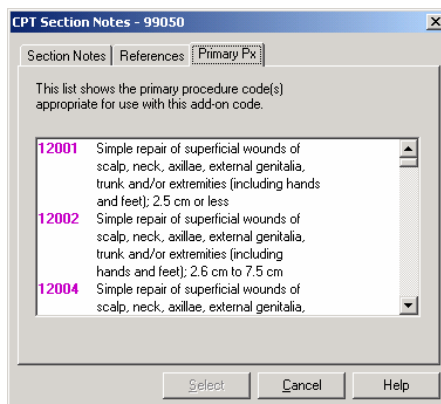 CPT Section Notes - 99050
Section Notes References Primary Px
This list shows the primary procedure code(s)
appropriate for use with this add-on code.
12001 Simple repair of superficial wounds of
scalp, neck, axillae, external genitalia,
trunk and/or extremities (including hands
and feet); 2.5 cm or less
12002 Simple repair of superficial wounds of
scalp, neck, axillae, external genitalia,
trunk and/or extremities (including
hands and feet); 2.6 cm to 7.5 cm
12004 Simple repair of superficial wounds of
scalp, neck, axillae, external genitalia,
Select Cancel Help